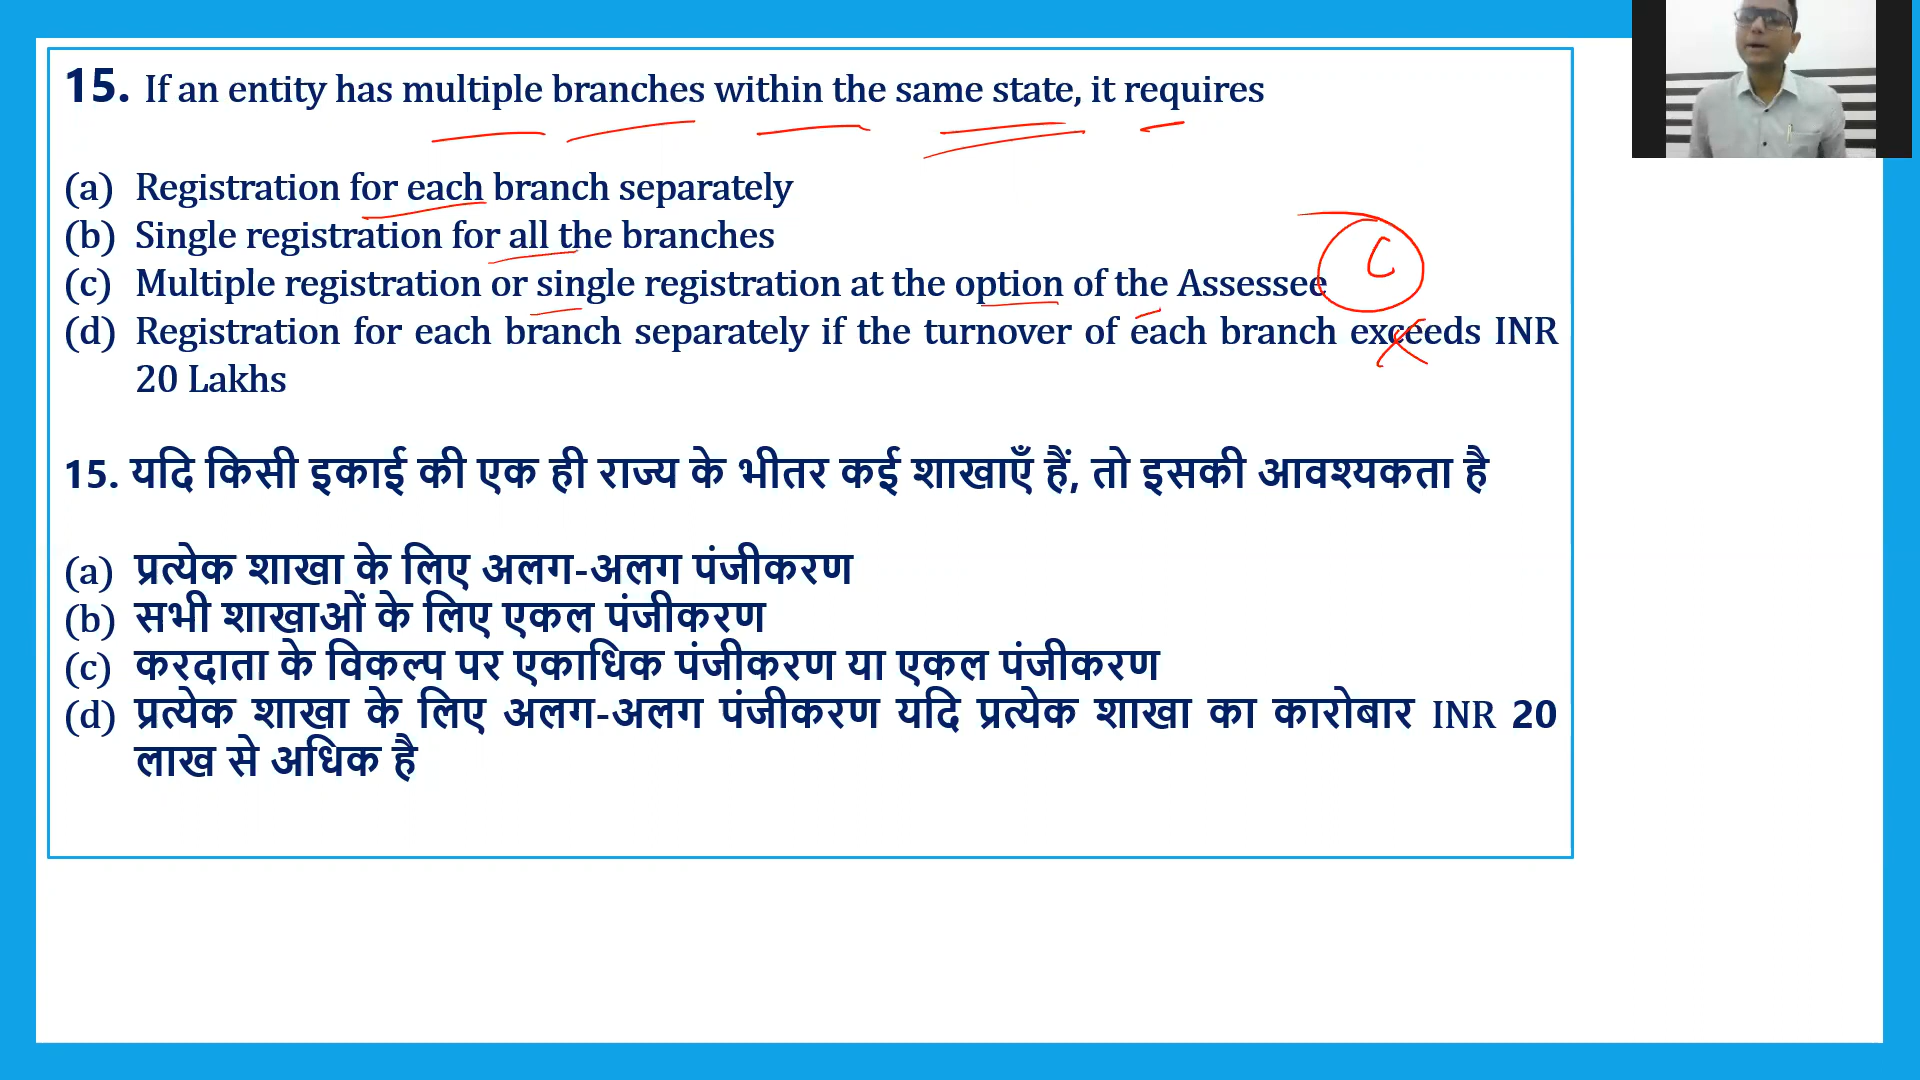 15. If an entity has multiple branches within the same state, it requires
(a) Registration for each branch separately
(b) Single registration for all the branches
(c) Multiple registration or single registration at the option of the Assessee
C
(d) Registration for each branch separately if the turnover of each branch exceeds INR
20 Lakhs
15. यदि किसी इकाई की एक ही राज्य के भीतर कई शाखाएँ हैं, तो इसकी आवश्यकता है
(a) प्रत्येक शाखा के लिए अलग-अलग पंजीकरण
(b) सभी शाखाओं के लिए एकल पंजीकरण
(c) करदाता के विकल्प पर एकाधिक पंजीकरण या एकल पंजीकरण
(d) प्रत्येक शाखा के लिए अलग-अलग पंजीकरण यदि प्रत्येक शाखा का कारोबार INR 20
लाख से अधिक है